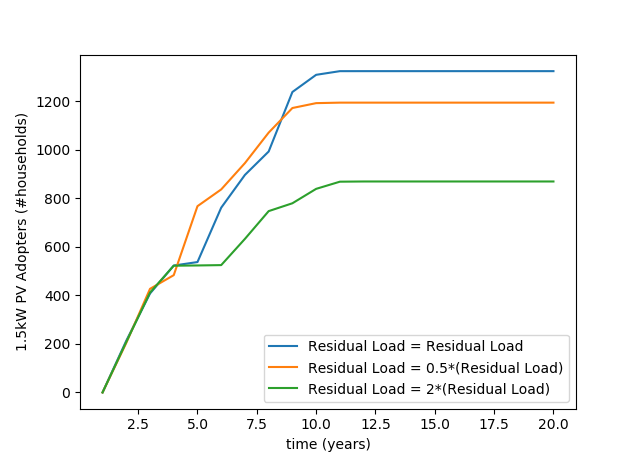 1200
1000
800
600
400
200
0
1.5kW PV Adopters (#households)
Residual Load = Residual Load
Residual Load = 0.5*(Residual Load)
Residual Load = 2*(Residual Load)
2.5 5.0 7.5 10.0 12.5 15.0 17.5 20.0
time (years)